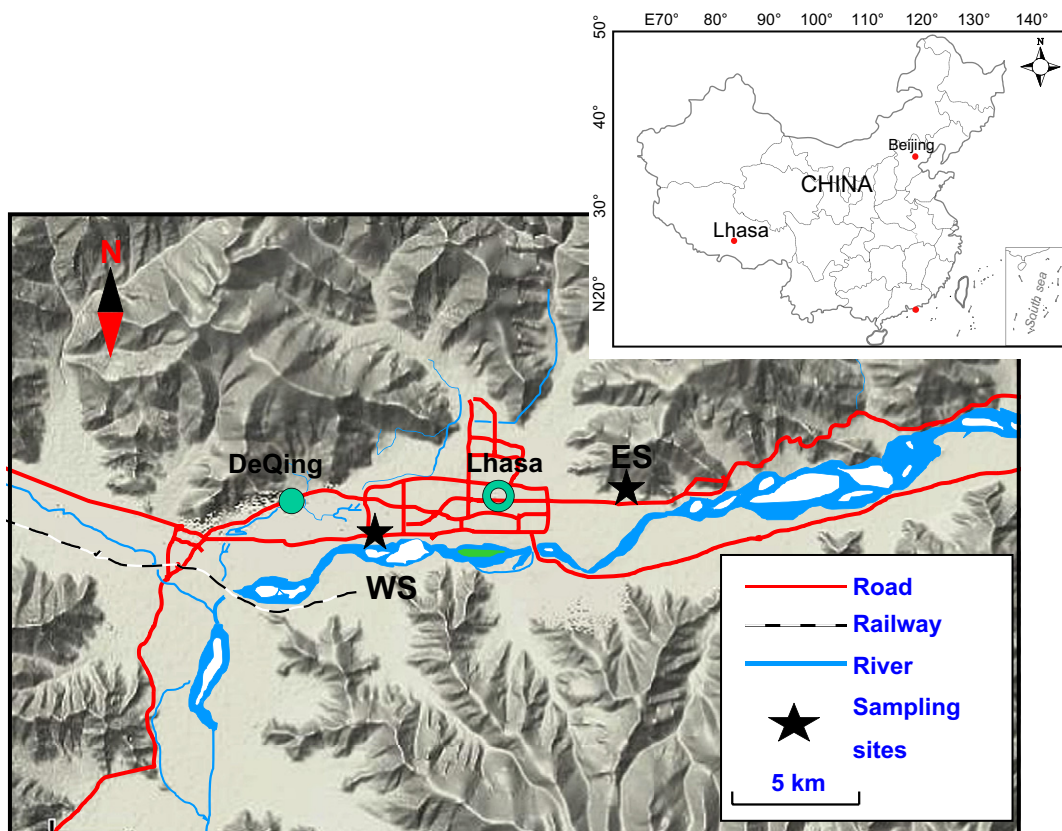 E70° 80° 90° 100° 110° 120° 130° 140°
50°
40°
30°
N20°
N
Beijing
CHINA
Lhasa
South sea
N
DeQing
Lhasa
ES
WS
Road
Railway
River
Sampling
sites
5 km